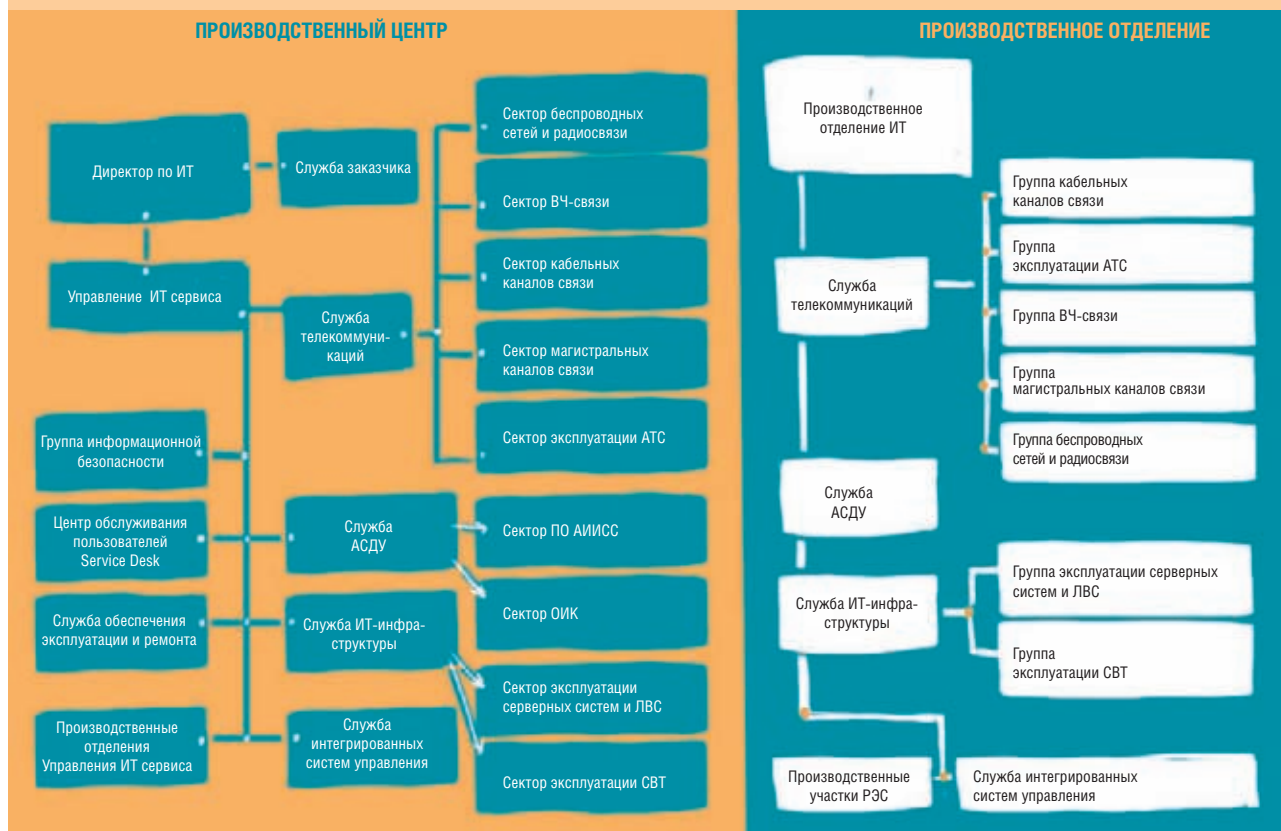 ПРОИЗВОДСТВЕННЫЙ ЦЕНТР
Директор по ИТ
Служба заказчика
Управление ИТ сервиса
Служба
телекоммуни-
каций
Сектор беспроводных
сетей и радиосвязи
Сектор ВЧ-связи
Сектор кабельных
каналов связи
Сектор магистральных
каналов связи
Сектор эксплуатации АТС
Группа информационной
безопасности
Центр обслуживания
пользователей
Service Desk
Служба
АСДУ
Сектор ПО АИИСС
Сектор ОИК
Служба обеспечения
эксплуатации и ремонта
Служба ИТ-инфра-
структуры
Сектор эксплуатации
серверных систем и ЛВС
Сектор эксплуатации СВТ
Производственные
отделения
Управления ИТ сервиса
Служба
интегрированных
систем управления
ПРОИЗВОДСТВЕННОЕ ОТДЕЛЕНИЕ
Производственное
отделение ИТ
Служба
телекоммуникаций
Группа кабельных
каналов связи
Группа
эксплуатации АТС
Группа ВЧ-связи
Группа
магистральных каналов связи
Группа беспроводных
сетей и радиосвязи
Служба
АСДУ
Служба ИТ-инфра-
структуры
Группа эксплуатации серверных
систем и ЛВС
Группа
эксплуатации СВТ
Производственные
участки РЭС
Служба интегрированных
систем управления